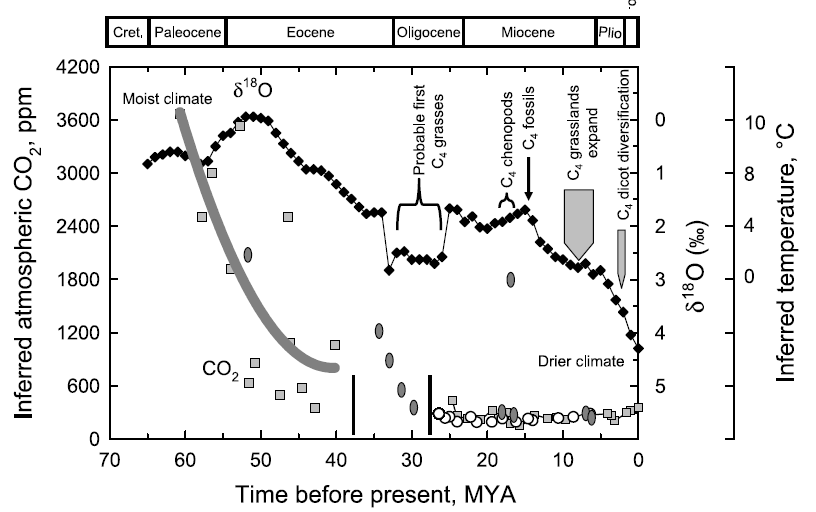 Cret. Paleocene Eocene Oligocene Miocene Plio
4200
3600
3000
2400
1800
1200
600
0
Inferred atmospheric CO2, ppm
Moist climate
δ18O
Probable first
C4 grasses
C4 chenopods
C4 fossils
C4 grasslands
expand
C4 dicot diversification
CO2
Drier climate
0
1
2
3
4
5
δ18O (‰)
10
8
4
0
Inferred temperature, °C
70 60 50 40 30 20 10 0
Time before present, MYA